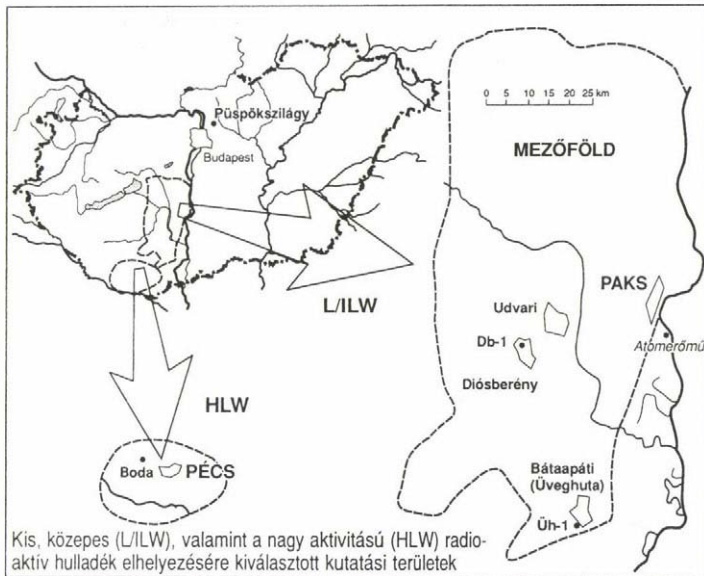 Püspökszilágy
Budapest
L/ILW
HLW
Boda
PÉCS
0 5 10 15 20 25 km
MEZŐFÖLD
PAKS
Udvari
Db-1
Atomerőmű
Diósberény
Bátaapáti
(Üveghuta)
Üh-1
Kis, közepes (L/ILW), valamint a nagy aktivitású (HLW) radio-
aktív hulladék elhelyezésére kiválasztott kutatási területek